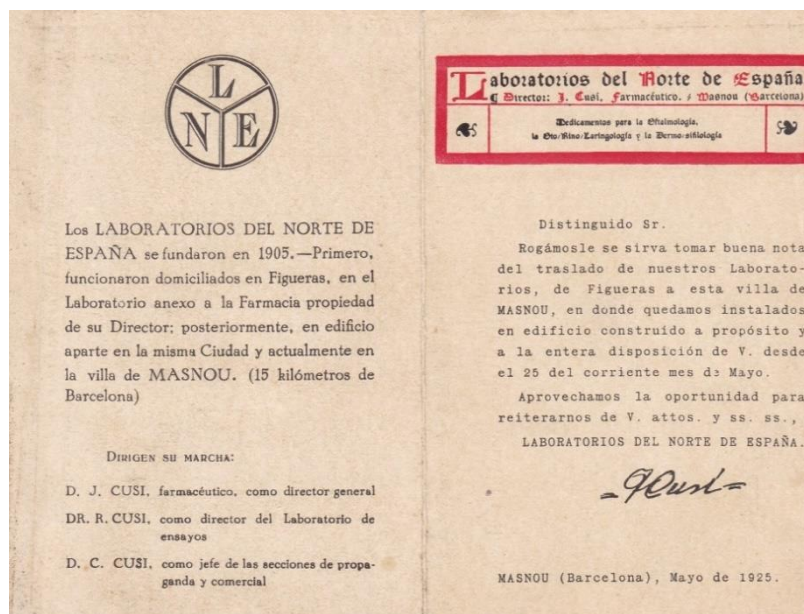 L
N E
Los LABORATORIOS DEL NORTE DE
ESPAÑA se fundaron en 1905.—Primero,
funcionaron domiciliados en Figueras, en el
Laboratorio anexo a la Farmacia propiedad
de su Director; posteriormente, en edificio
aparte en la misma Ciudad y actualmente en
la villa de MASNOU. (15 kilómetros de
Barcelona)
DIRIGEN SU MARCHA:
D. J. CUSI, farmacéutico, como director general
DR. R. CUSI, como director del Laboratorio de
ensayos
D. C. CUSI, como jefe de las secciones de propa-
ganda y comercial
Laboratorios del Norte de España
¶ Director: J. Cusí, Farmacéutico. / Masnou (Barcelona)
Medicamentos para la Oftalmología,
la Oto/Rino/Laringología y la Dermo/sifilología
Distinguido Sr.
Rogámosle se sirva tomar buena nota
del traslado de nuestros Laborato-
rios, de Figueras a esta villa de
MASNOU, en donde quedamos instalados
en edificio construido a propósito y
a la entera disposición de V. desde
el 25 del corriente mes de Mayo.
Aprovechamos la oportunidad para
reiterarnos de V. attos. y ss. ss.,
LABORATORIOS DEL NORTE DE ESPAÑA.
J Cusí
MASNOU (Barcelona), Mayo de 1925.